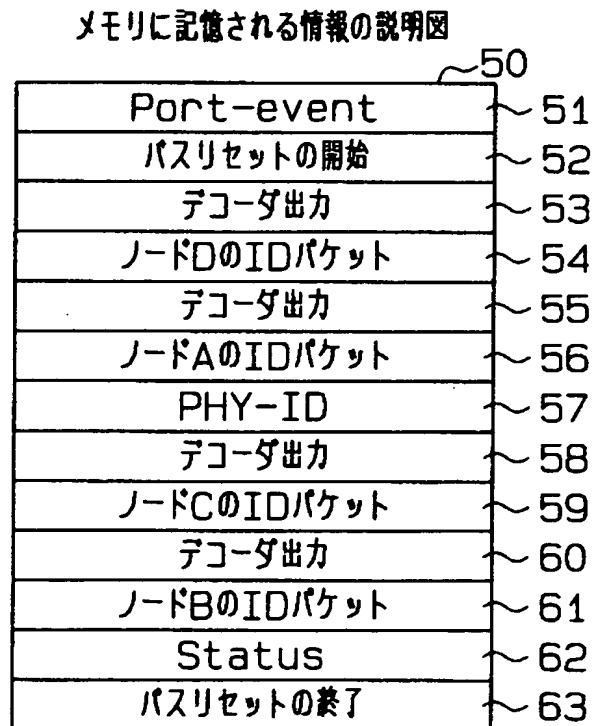 メモリに記憶される情報の説明図
50
Port-event 51
バスリセットの開始 52
デコーダ出力 53
ノードDのIDパケット 54
デコーダ出力 55
ノードAのIDパケット 56
PHY-ID 57
デコーダ出力 58
ノードCのIDパケット 59
デコーダ出力 60
ノードBのIDパケット 61
Status 62
バスリセットの終了 63